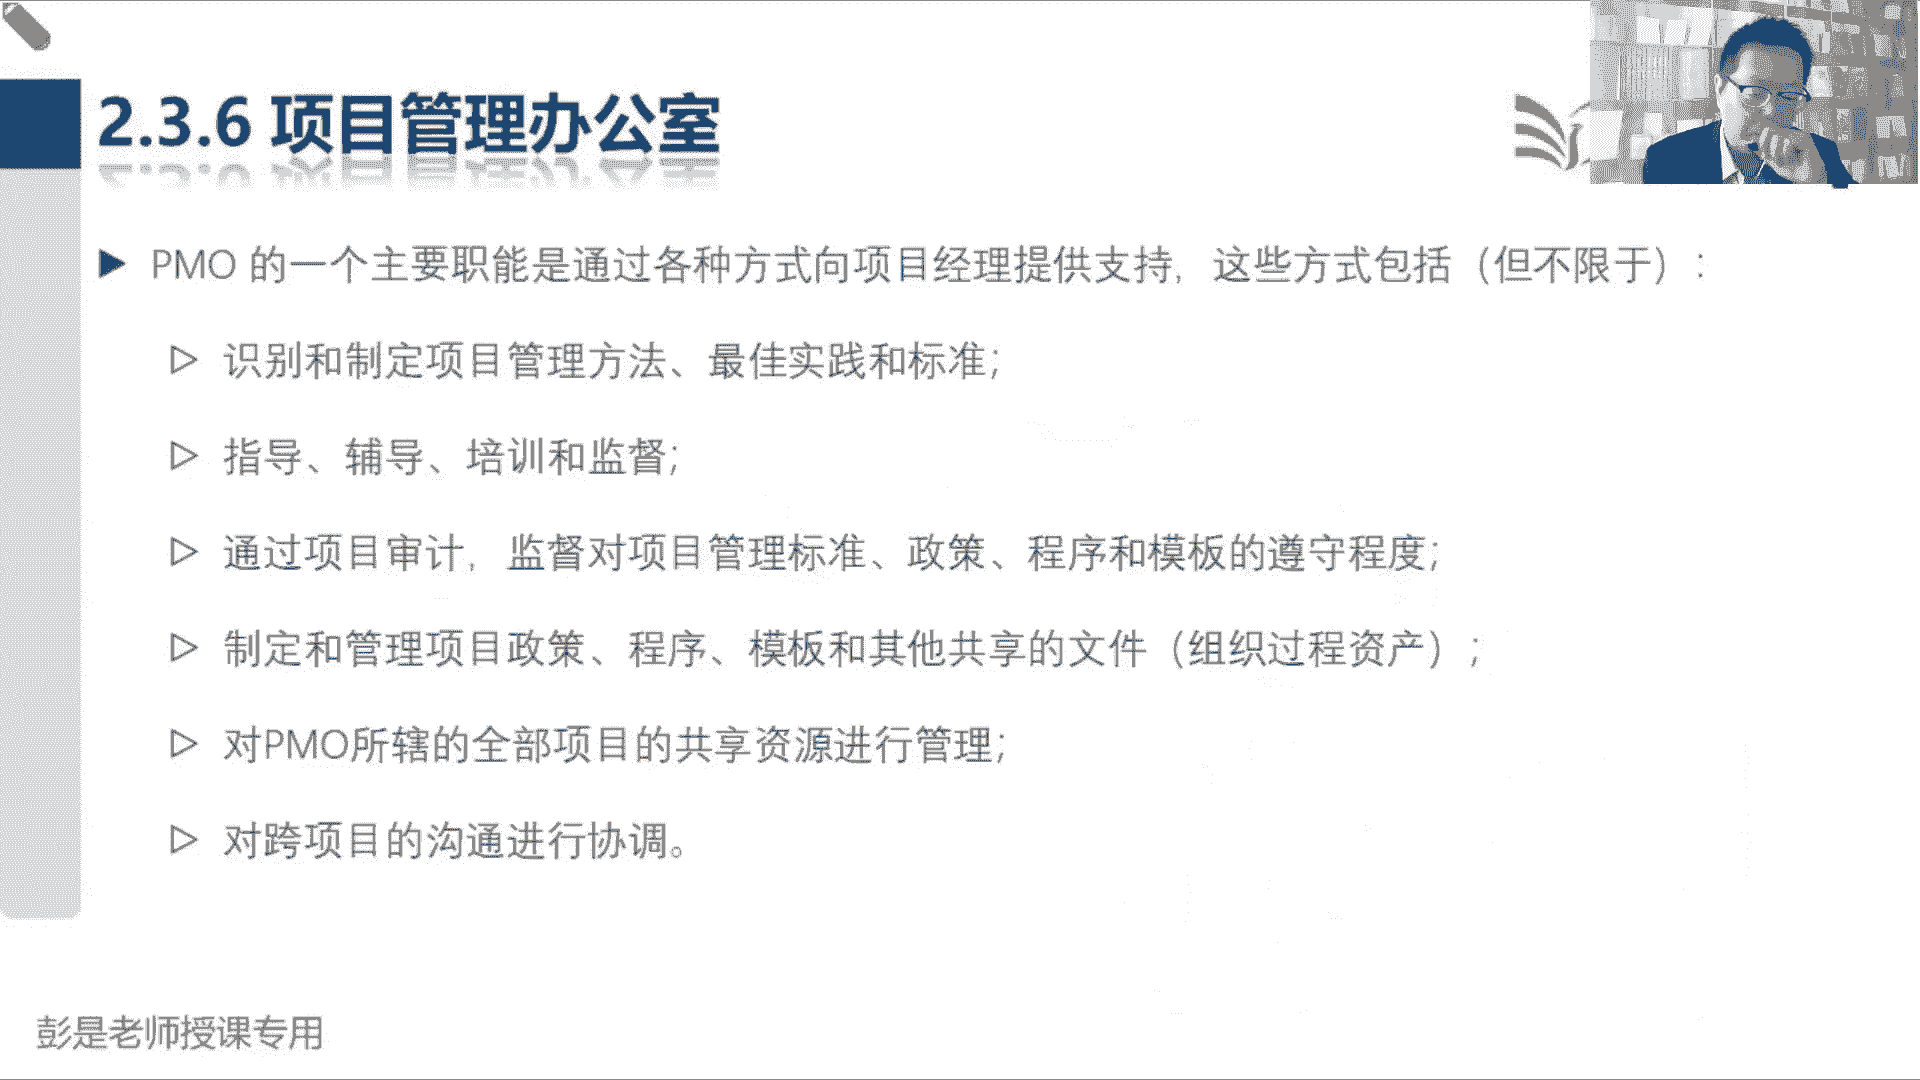 2.3.6 项目管理办公室
PMO 的一个主要职能是通过各种方式向项目经理提供支持，这些方式包括（但不限于）：
识别和制定项目管理方法、最佳实践和标准；
指导、辅导、培训和监督；
通过项目审计，监督对项目管理标准、政策、程序和模板的遵守程度；
制定和管理项目政策、程序、模板和其他共享的文件（组织过程资产）；
对PMO所辖的全部项目的共享资源进行管理；
对跨项目的沟通进行协调。
彭是老师授课专用